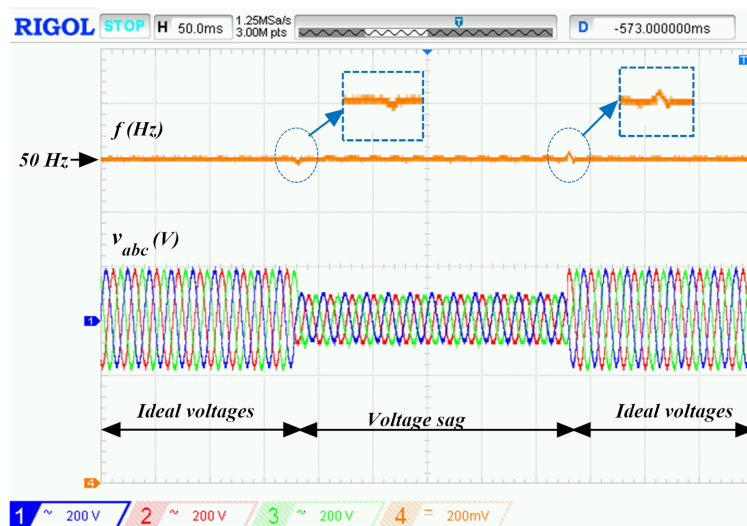 RIGOL STOP H 50.0ms 1.25MSa/s 3.00M pts T D -573.000000ms
T
f (Hz)
50 Hz
vabc (V)
1
Ideal voltages Voltage sag Ideal voltages
4
1 ~ 200 V 2 ~ 200 V 3 ~ 200 V 4 = 200mV